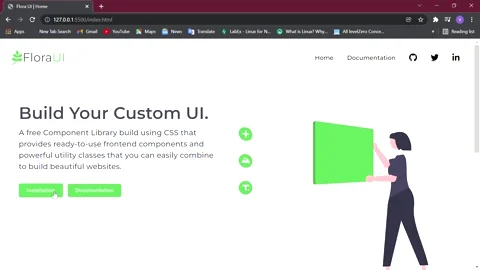 Flora UI | Home
127.0.0.1:5500/index.html
Apps
New Tab Search
Gmail
YouTube
Maps
News
Translate
LabEx - Linux for N...
What is Linux? Why...
All levelZero Conso...
Reading list
FloraUI
Home
Documentation
Build Your Custom UI.
A free Component Library build using CSS that
provides ready-to-use frontend components and
powerful utility classes that you can easily combine
to build beautiful websites.
Installation
Documentation